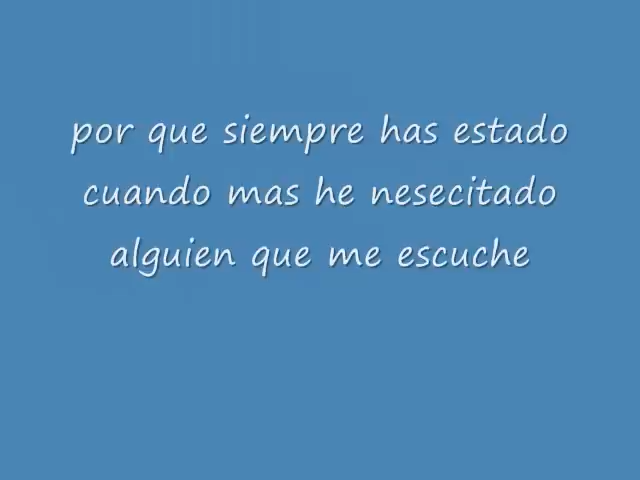 por que siempre has estado
cuando mas he nesecitado
alguien que me escuche